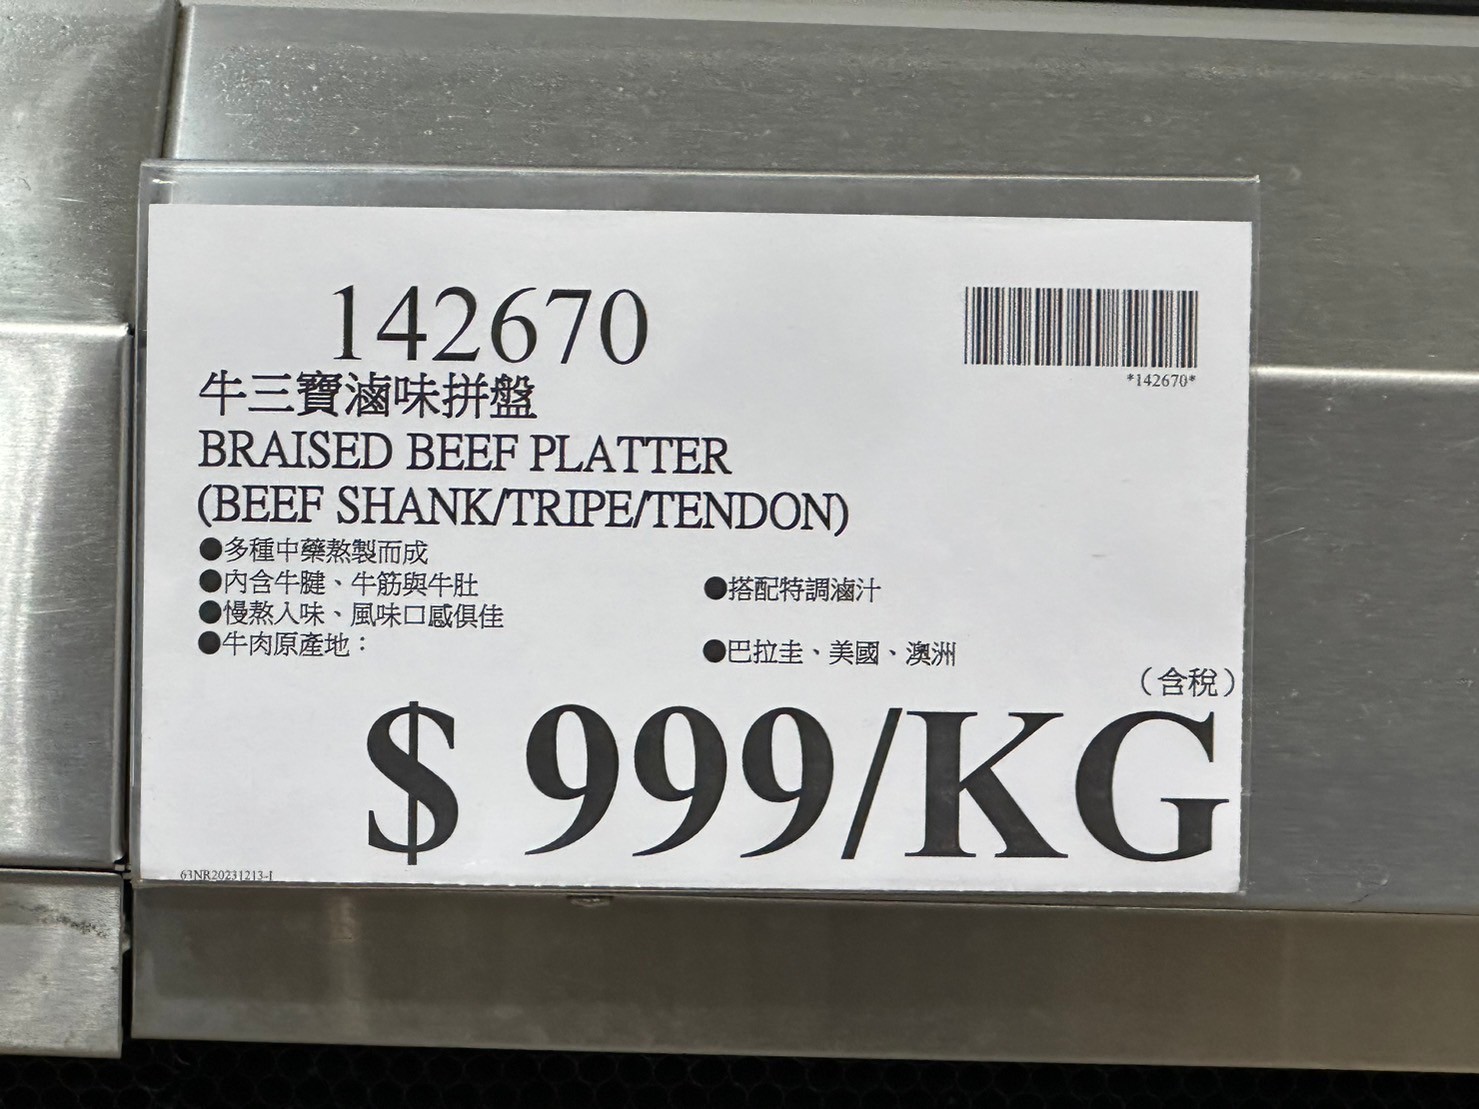 142670
*142670*
牛三寶滷味拼盤
BRAISED BEEF PLATTER
(BEEF SHANK/TRIPE/TENDON)
●多種中藥熬製而成
●內含牛腱、牛筋與牛肚
●搭配特調滷汁
●慢熬入味、風味口感俱佳
●牛肉原產地：
●巴拉圭、美國、澳洲
（含稅）
$ 999/KG
63NR20231213-I